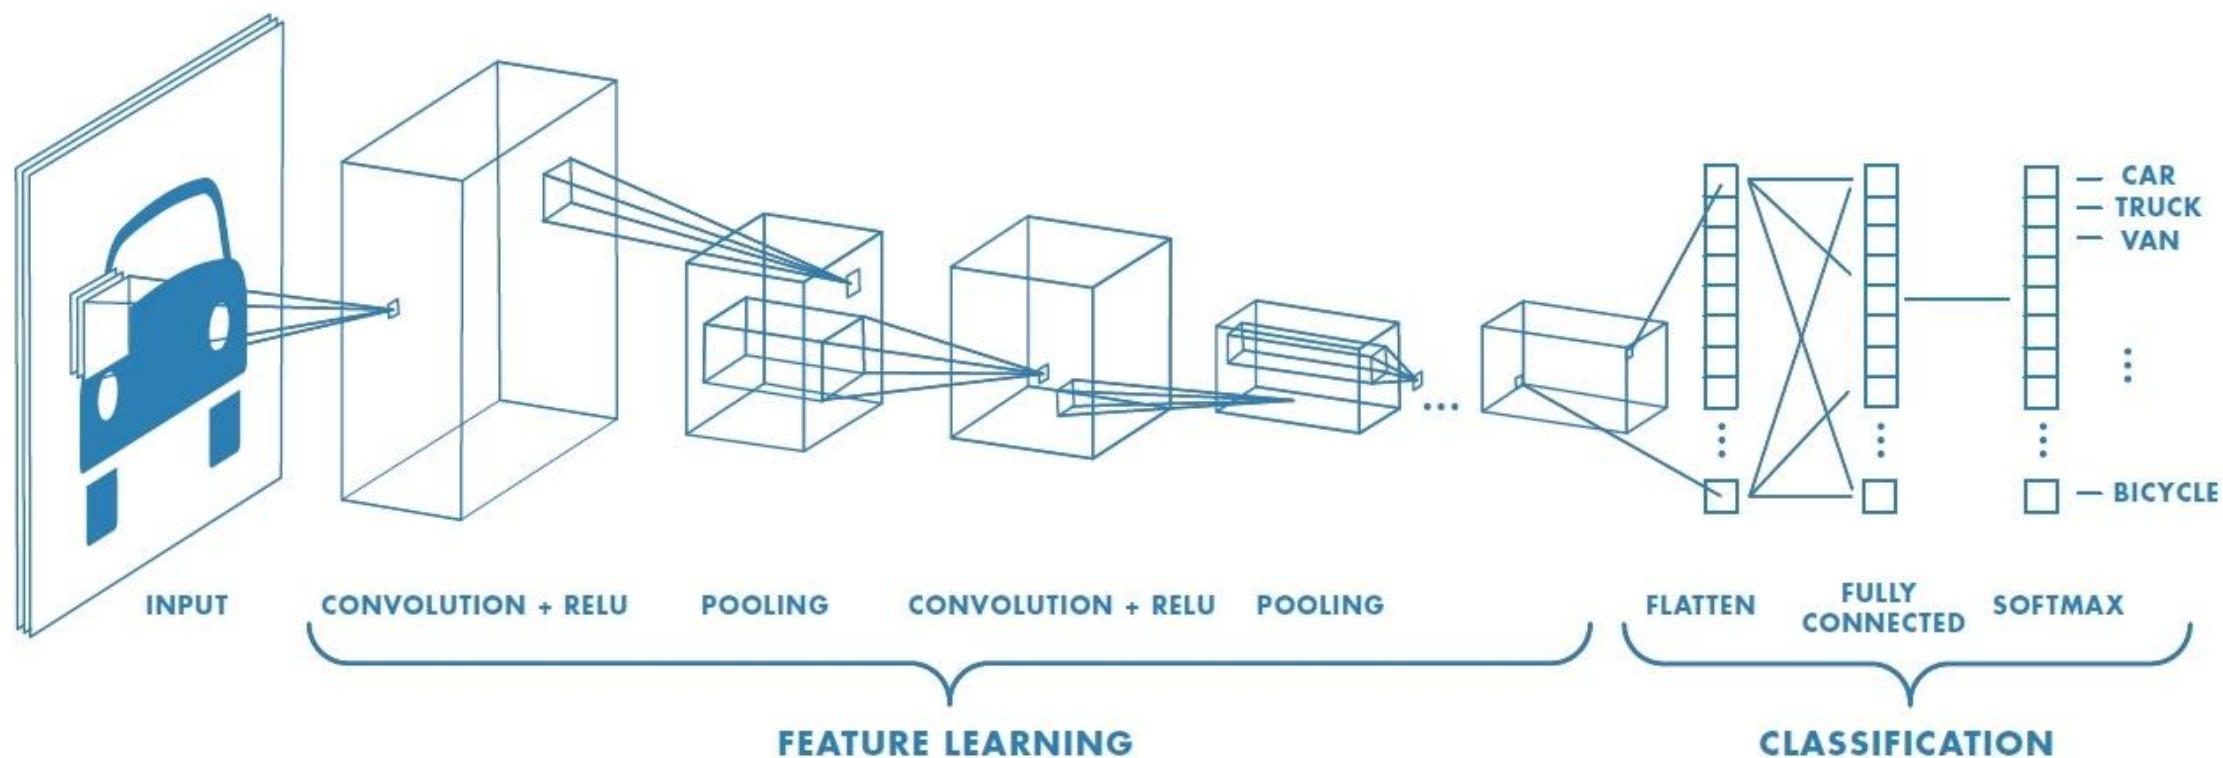 CAR
TRUCK
VAN
BICYCLE
INPUT
CONVOLUTION + RELU
POOLING
CONVOLUTION + RELU
POOLING
FLATTEN
FULLY
CONNECTED
SOFTMAX
FEATURE LEARNING
CLASSIFICATION